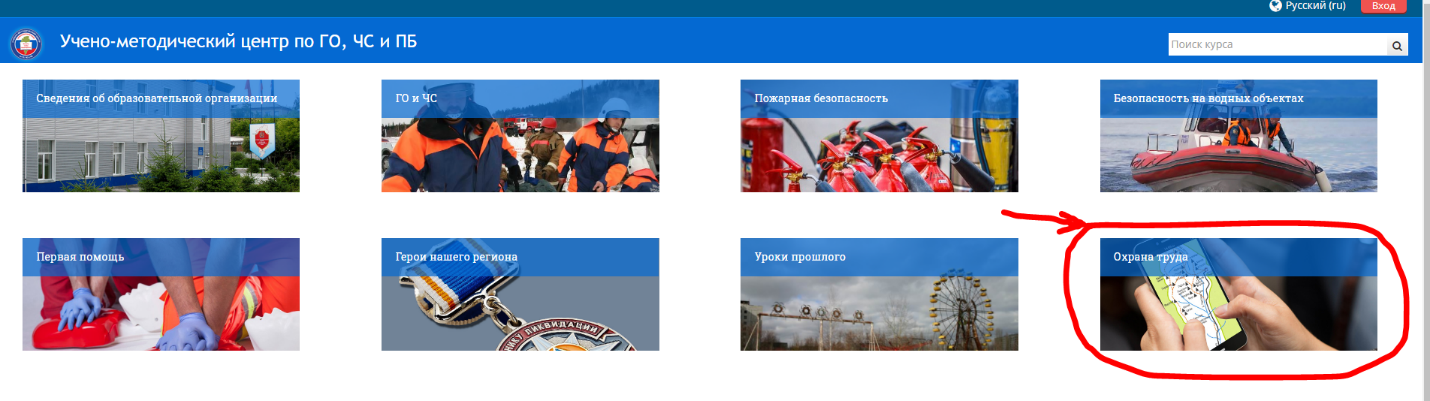 Русский (ru)
Вход
Учено-методический центр по ГО, ЧС и ПБ
Поиск курса
Сведения об образовательной организации
ГО и ЧС
Пожарная безопасность
Безопасность на водных объектах
Первая помощь
Герои нашего региона
Уроки прошлого
Охрана труда
ЛИКВИДАЦИИ